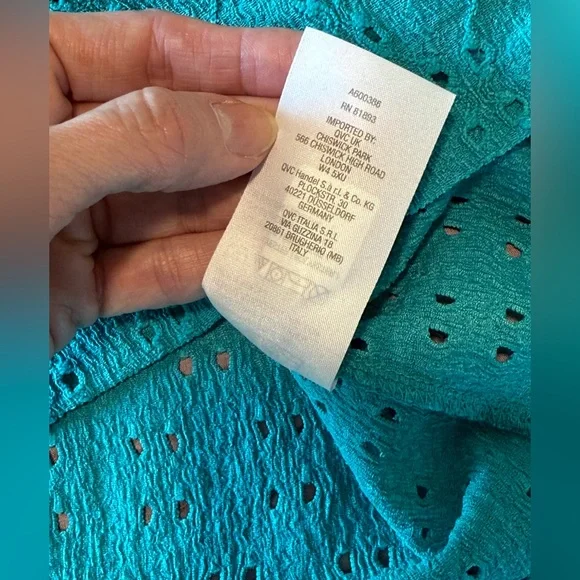 A600386
RN 81893
IMPORTED BY:
QVC UK
CHISWICK PARK
566 CHISWICK HIGH ROAD
LONDON
W4 5XU
QVC Handel S.à r.l. & Co. KG
PLOCKSTR. 30
40221 DÜSSELDORF
GERMANY
QVC ITALIA S.R.L
VIA GUZZINA 18
20861 BRUGHERIO (MB)
ITALY